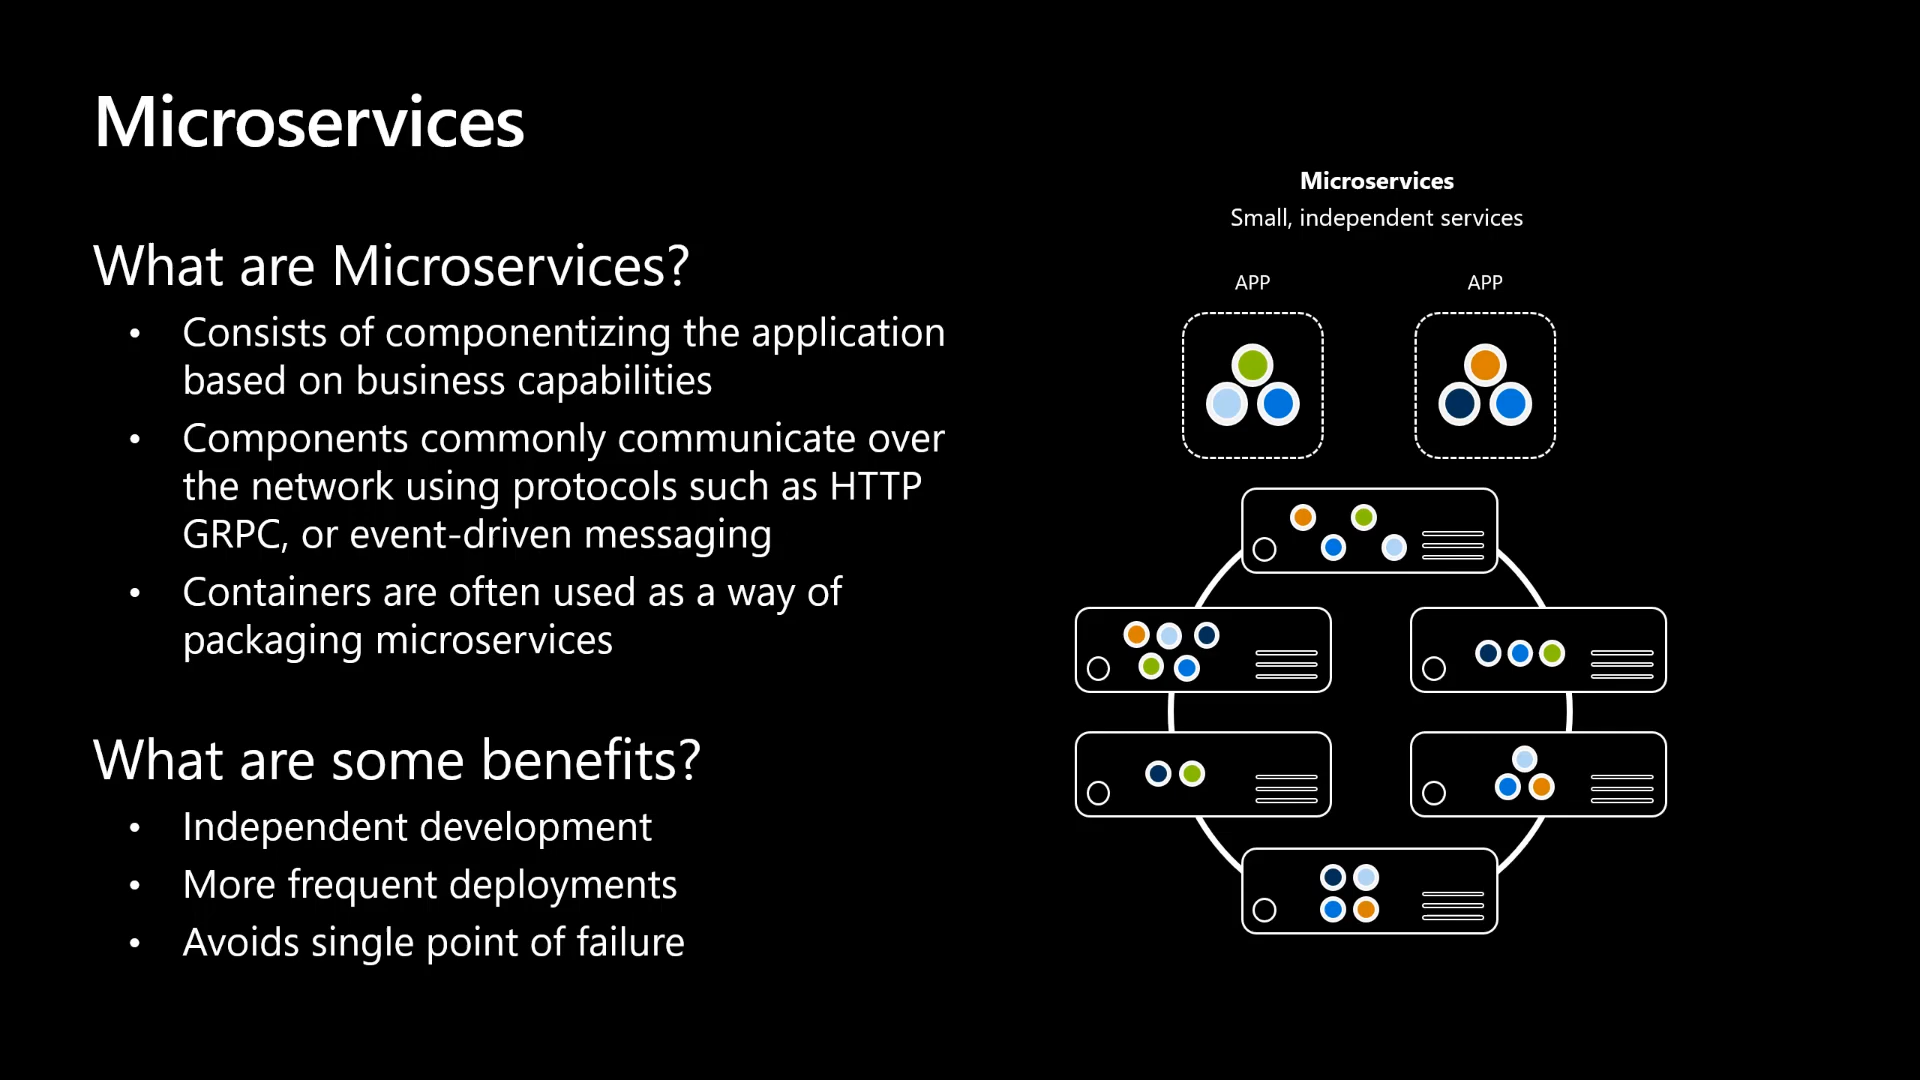 Microservices
What are Microservices?
• Consists of componentizing the application
based on business capabilities
• Components commonly communicate over
the network using protocols such as HTTP
GRPC, or event-driven messaging
• Containers are often used as a way of
packaging microservices
What are some benefits?
• Independent development
• More frequent deployments
• Avoids single point of failure
Microservices
Small, independent services
APP
APP